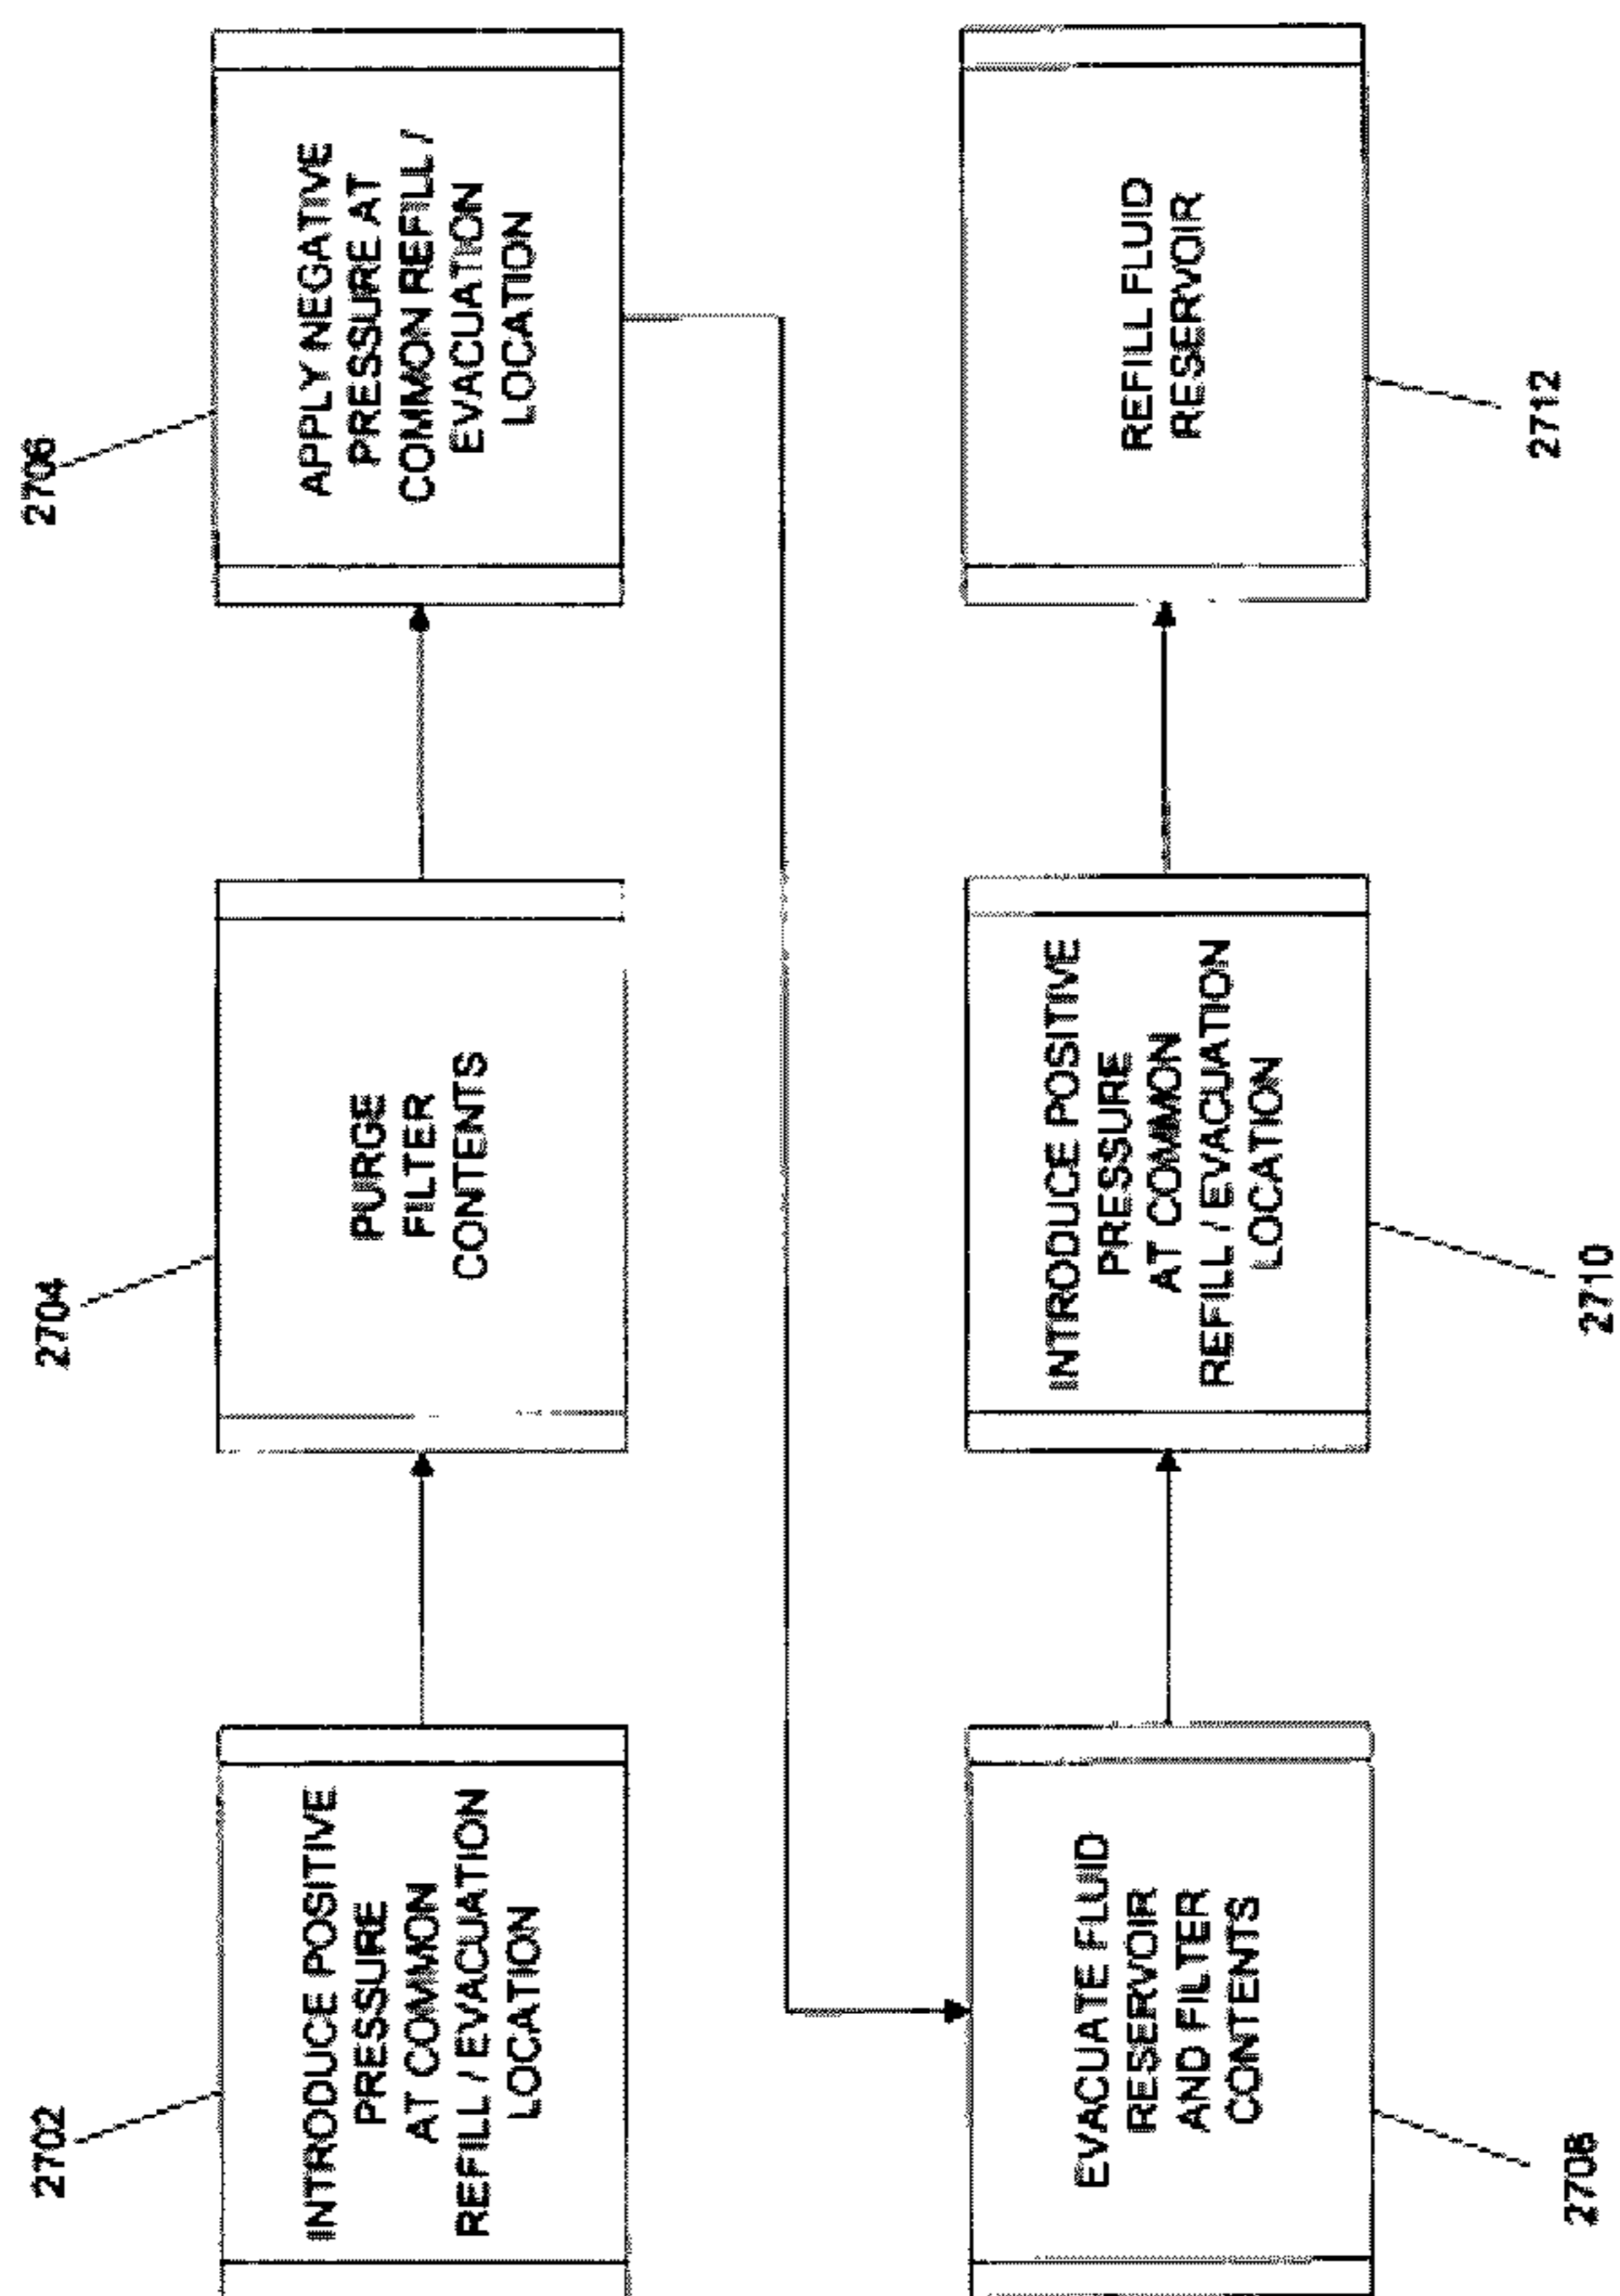 2702
INTRODUCE POSITIVE
PRESSURE
AT COMMON
REFILL / EVACUATION
LOCATION
2704
PURGE
FILTER
CONTENTS
2706
APPLY NEGATIVE
PRESSURE AT
COMMON REFILL /
EVACUATION
LOCATION
EVACUATE FLUID
RESERVOIR
AND FILTER
CONTENTS
2708
INTRODUCE POSITIVE
PRESSURE
AT COMMON
REFILL / EVACUATION
LOCATION
2710
REFILL FLUID
RESERVOIR
2712